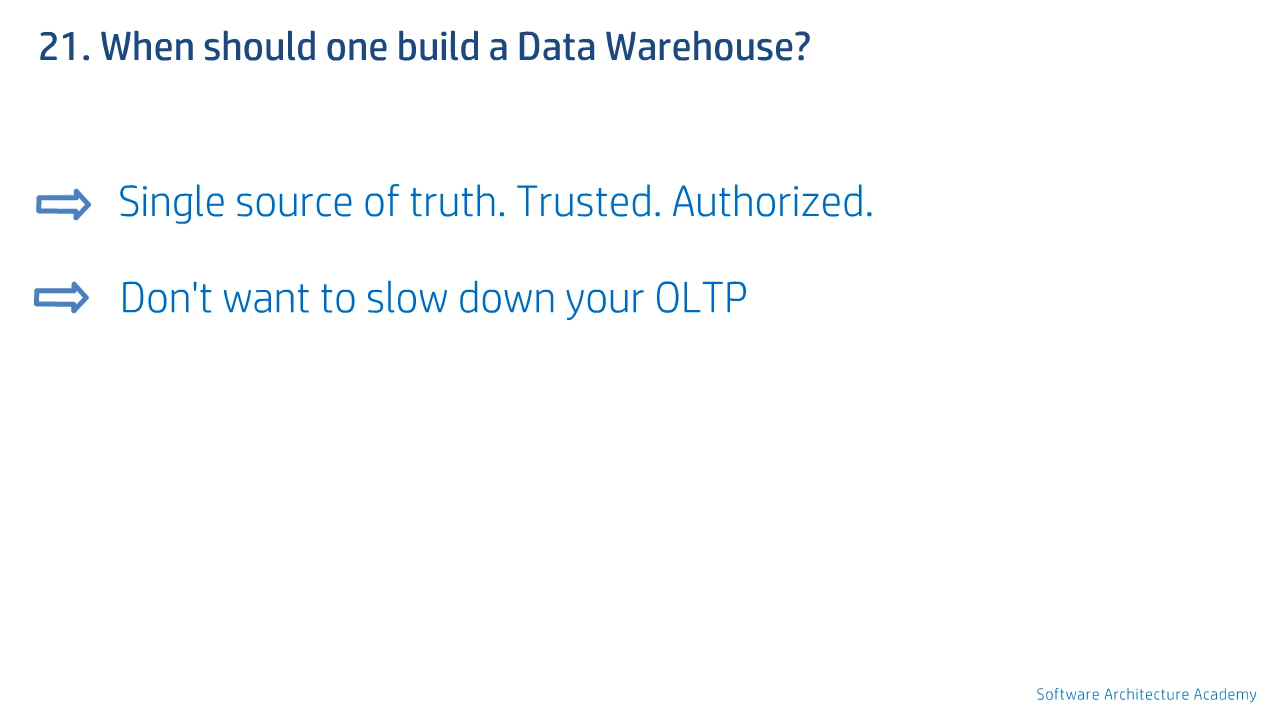 21. When should one build a Data Warehouse?
Single source of truth. Trusted. Authorized.
Don't want to slow down your OLTP
Software Architecture Academy